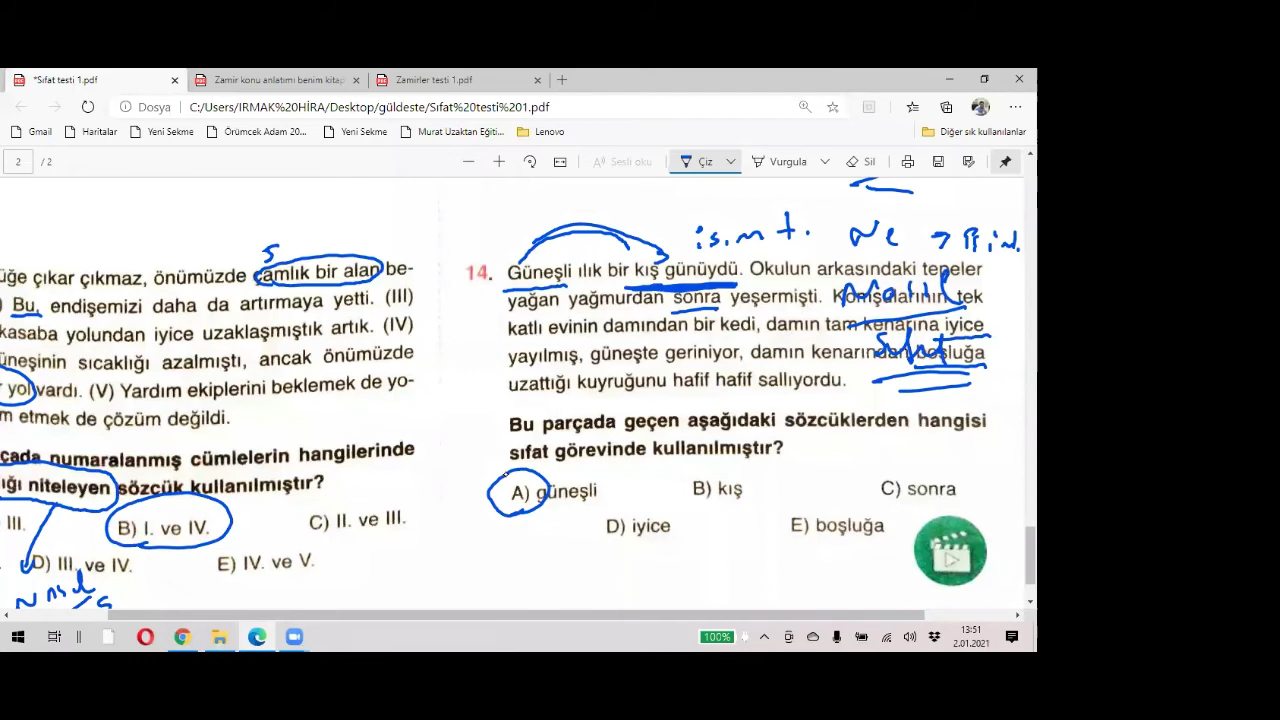 *Sıfat testi 1.pdf
Zamir konu anlatımı benim kitap
Zamirler testi 1.pdf
Dosya
C:/Users/IRMAK%20HİRA/Desktop/güldeste/Sıfat%20testi%201.pdf
Gmail
Haritalar
Yeni Sekme
Örümcek Adam 20...
Yeni Sekme
Murat Uzaktan Eğiti...
Lenovo
Diğer sık kullanılanlar
2 / 2
Sesli oku
Çiz
Vurgula
Sil
üğe çıkar çıkmaz, önümüzde çamlık bir alan be-
) Bu, endişemizi daha da artırmaya yetti. (III)
kasaba yolundan iyice uzaklaşmıştık artık. (IV)
üneşinin sıcaklığı azalmıştı, ancak önümüzde
r yol vardı. (V) Yardım ekiplerini beklemek de yo-
m etmek de çözüm değildi.
çada numaralanmış cümlelerin hangilerinde
ığı niteleyen sözcük kullanılmıştır?
III.
B) I. ve IV.
C) II. ve III.
D) III. ve IV.
E) IV. ve V.
s
is.m t.
Ne
14. Güneşli ılık bir kış günüydü. Okulun arkasındaki tepeler
yağan yağmurdan sonra yeşermişti. Komşularının tek
katlı evinin damından bir kedi, damın tam kenarına iyice
yayılmış, güneşte geriniyor, damın kenarından boşluğa
uzattığı kuyruğunu hafif hafif sallıyordu.
Nasıl
sıfat
Bu parçada geçen aşağıdaki sözcüklerden hangisi
sıfat görevinde kullanılmıştır?
A) güneşli
B) kış
C) sonra
D) iyice
E) boşluğa
100%
13:51
2.01.2021